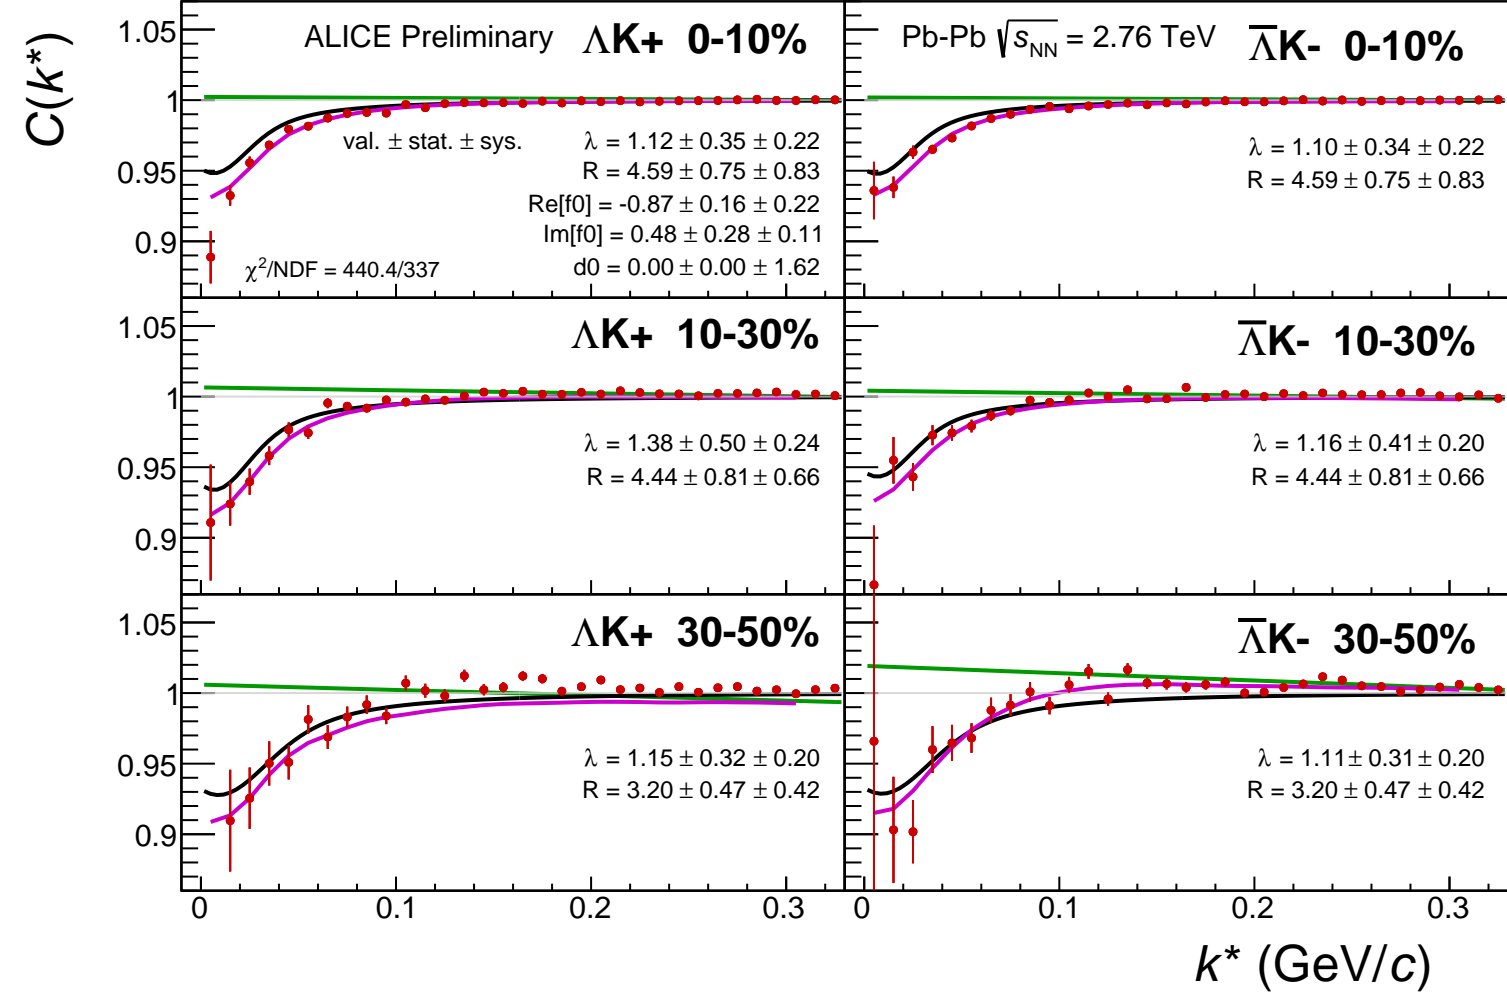 C(k*)
ALICE Preliminary ΛK+ 0-10%
1.05
1
0.95
0.9
val. ± stat. ± sys.
λ = 1.12 ± 0.35 ± 0.22
R = 4.59 ± 0.75 ± 0.83
Re[f0] = -0.87 ± 0.16 ± 0.22
Im[f0] = 0.48 ± 0.28 ± 0.11
d0 = 0.00 ± 0.00 ± 1.62
χ²/NDF = 440.4/337
Pb-Pb √sNN = 2.76 TeV Λ̅K- 0-10%
λ = 1.10 ± 0.34 ± 0.22
R = 4.59 ± 0.75 ± 0.83
ΛK+ 10-30%
1.05
1
0.95
0.9
λ = 1.38 ± 0.50 ± 0.24
R = 4.44 ± 0.81 ± 0.66
Λ̅K- 10-30%
λ = 1.16 ± 0.41 ± 0.20
R = 4.44 ± 0.81 ± 0.66
ΛK+ 30-50%
1.05
1
0.95
0.9
λ = 1.15 ± 0.32 ± 0.20
R = 3.20 ± 0.47 ± 0.42
Λ̅K- 30-50%
λ = 1.11 ± 0.31 ± 0.20
R = 3.20 ± 0.47 ± 0.42
0 0.1 0.2 0.3
0 0.1 0.2 0.3
k* (GeV/c)